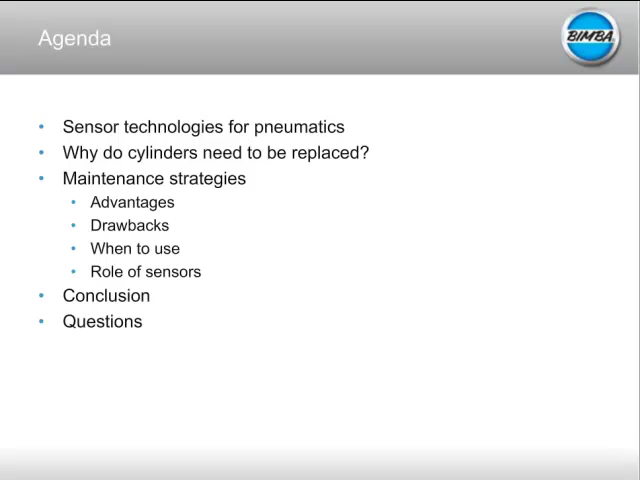 Agenda
BIMBA
Sensor technologies for pneumatics
Why do cylinders need to be replaced?
Maintenance strategies
Advantages
Drawbacks
When to use
Role of sensors
Conclusion
Questions